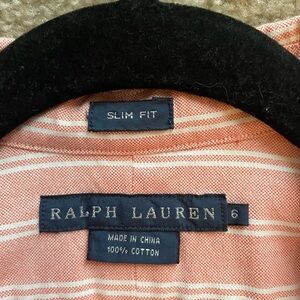 SLIM FIT
RALPH LAUREN 6
MADE IN CHINA
100% COTTON